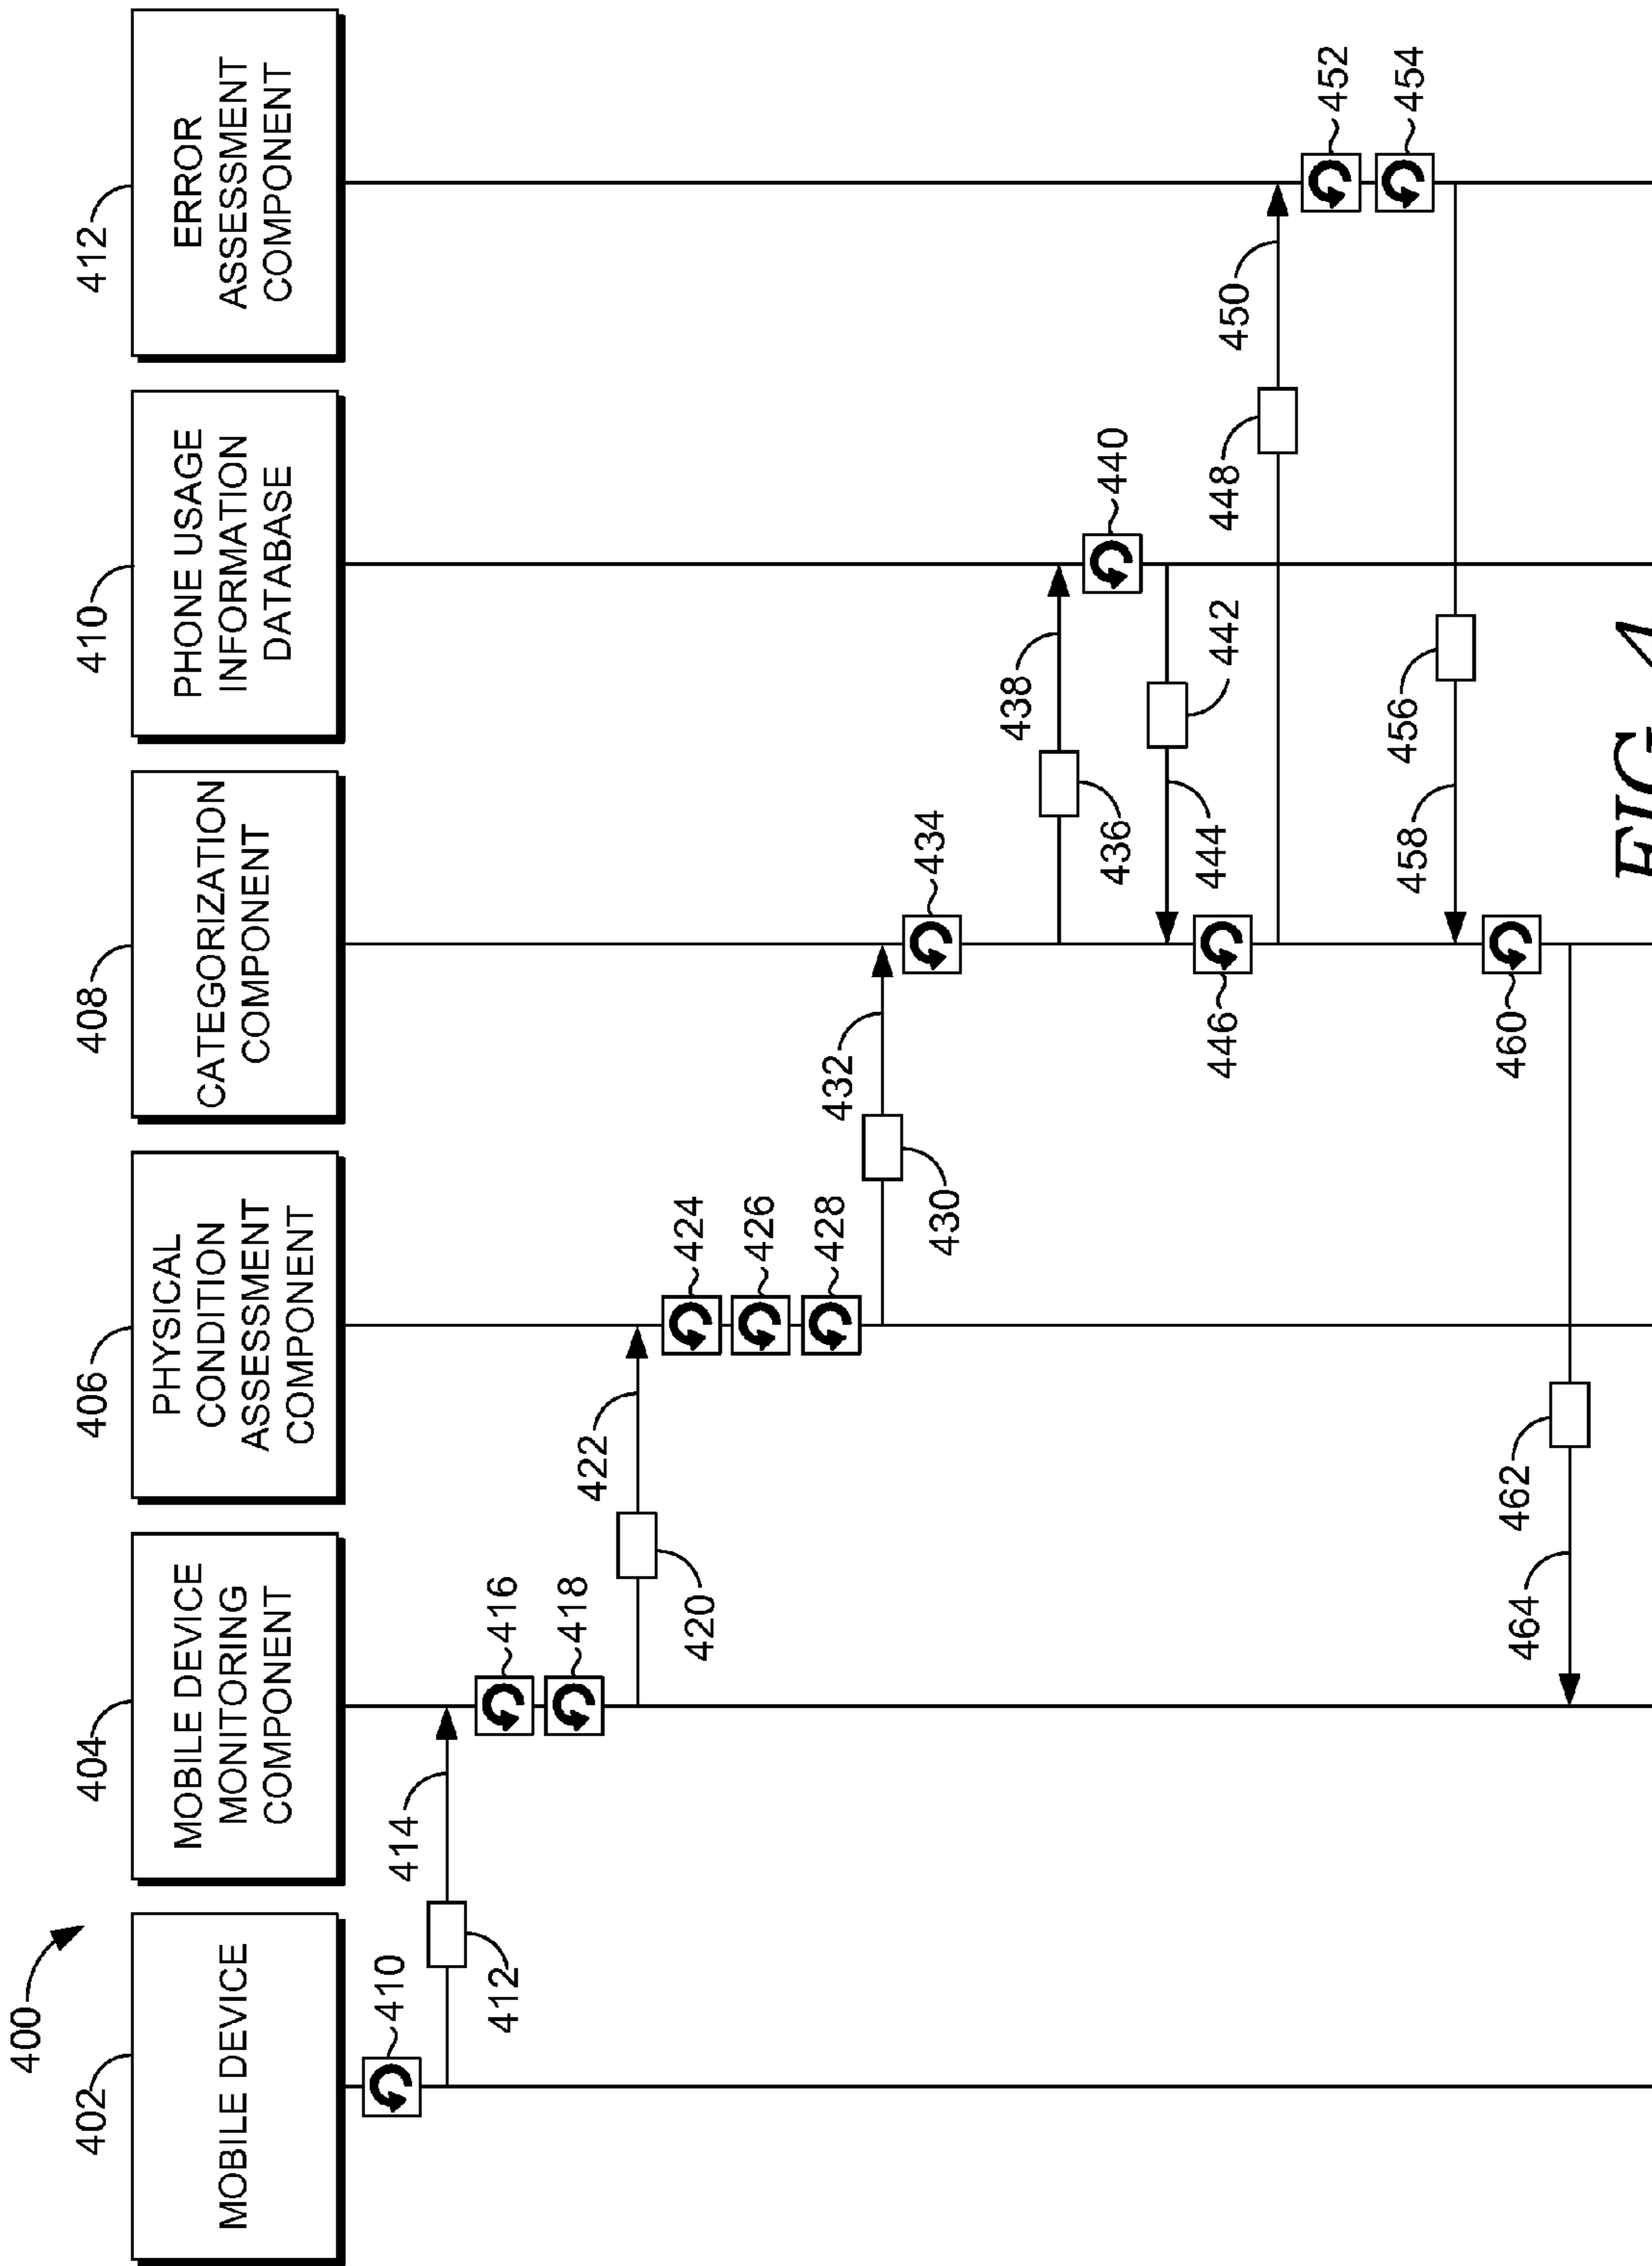 400
402
MOBILE DEVICE
404
MOBILE DEVICE
MONITORING
COMPONENT
406
PHYSICAL
CONDITION
ASSESSMENT
COMPONENT
408
CATEGORIZATION
COMPONENT
410
PHONE USAGE
INFORMATION
DATABASE
412
ERROR
ASSESSMENT
COMPONENT
410
412
414
416
418
420
422
424
426
428
430
432
434
436
438
440
442
444
446
448
450
452
454
456
458
460
462
464
FIG. 4